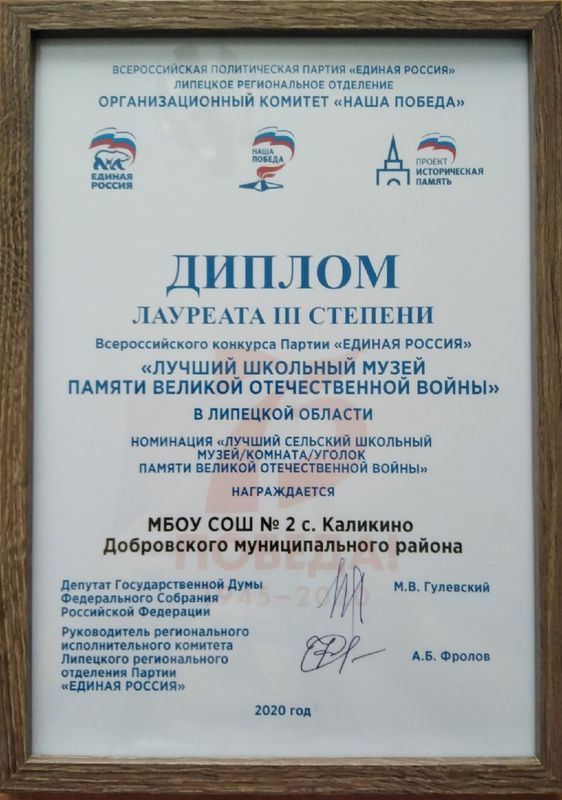 ВСЕРОССИЙСКАЯ ПОЛИТИЧЕСКАЯ ПАРТИЯ «ЕДИНАЯ РОССИЯ»
ЛИПЕЦКОЕ РЕГИОНАЛЬНОЕ ОТДЕЛЕНИЕ
ОРГАНИЗАЦИОННЫЙ КОМИТЕТ «НАША ПОБЕДА»
ЕДИНАЯ
РОССИЯ
НАША
ПОБЕДА
ПРОЕКТ
ИСТОРИЧЕСКАЯ
ПАМЯТЬ
ДИПЛОМ
ЛАУРЕАТА III СТЕПЕНИ
Всероссийского конкурса Партии «ЕДИНАЯ РОССИЯ»
«ЛУЧШИЙ ШКОЛЬНЫЙ МУЗЕЙ
ПАМЯТИ ВЕЛИКОЙ ОТЕЧЕСТВЕННОЙ ВОЙНЫ»
В ЛИПЕЦКОЙ ОБЛАСТИ
НОМИНАЦИЯ «ЛУЧШИЙ СЕЛЬСКИЙ ШКОЛЬНЫЙ
МУЗЕЙ/КОМНАТА/УГОЛОК
ПАМЯТИ ВЕЛИКОЙ ОТЕЧЕСТВЕННОЙ ВОЙНЫ»
НАГРАЖДАЕТСЯ
МБОУ СОШ № 2 с. Каликино
Добровского муниципального района
ПОБЕДА!
Депутат Государственной Думы
Федерального Собрания
Российской Федерации
М.В. Гулевский
Руководитель регионального
исполнительного комитета
Липецкого регионального
отделения Партии
«ЕДИНАЯ РОССИЯ»
А.Б. Фролов
2020 год